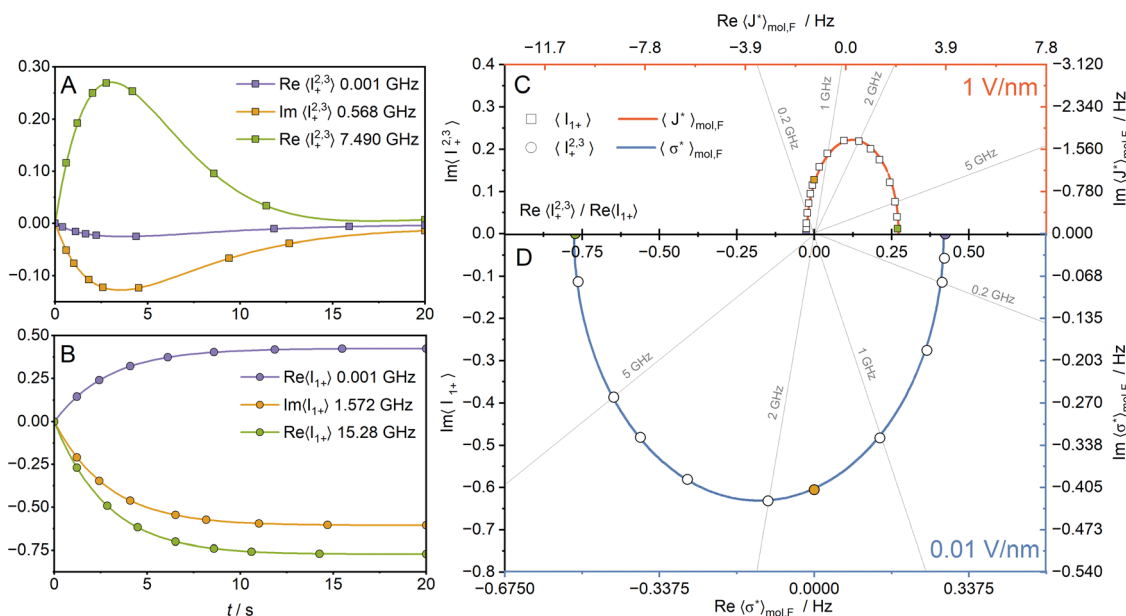 A
0.30
0.20
0.10
0.00
−0.10
0
5
10
15
20
Re ⟨I₊²,³⟩ 0.001 GHz
Im ⟨I₊²,³⟩ 0.568 GHz
Re ⟨I₊²,³⟩ 7.490 GHz
B
0.50
0.25
0.00
−0.25
−0.50
−0.75
0
5
10
15
20
t / s
Re⟨I₁₊⟩ 0.001 GHz
Im⟨I₁₊⟩ 1.572 GHz
Re⟨I₁₊⟩ 15.28 GHz
Re ⟨J*⟩mol,F / Hz
−11.7
−7.8
−3.9
0.0
3.9
7.8
C
1 V/nm
Im⟨ I₊²,³⟩
0.4
0.3
0.2
0.1
0.0
⟨ I₁₊⟩
⟨ J* ⟩mol,F
⟨ I₊²,³⟩
⟨ σ* ⟩mol,F
0.2 GHz
1 GHz
2 GHz
5 GHz
Re ⟨I₊²,³⟩ / Re⟨I₁₊⟩
−3.120
−2.340
−1.560
−0.780
0.000
Im ⟨J*⟩mol,F / Hz
−0.75
−0.50
−0.25
0.00
0.25
0.50
D
0.01 V/nm
Im⟨ I₁₊⟩
−0.1
−0.2
−0.3
−0.4
−0.5
−0.6
−0.7
−0.8
5 GHz
2 GHz
1 GHz
0.2 GHz
−0.068
−0.135
−0.203
−0.270
−0.338
−0.405
−0.473
−0.540
Im ⟨σ*⟩mol,F / Hz
−0.6750
−0.3375
0.0000
0.3375
Re ⟨σ*⟩mol,F / Hz